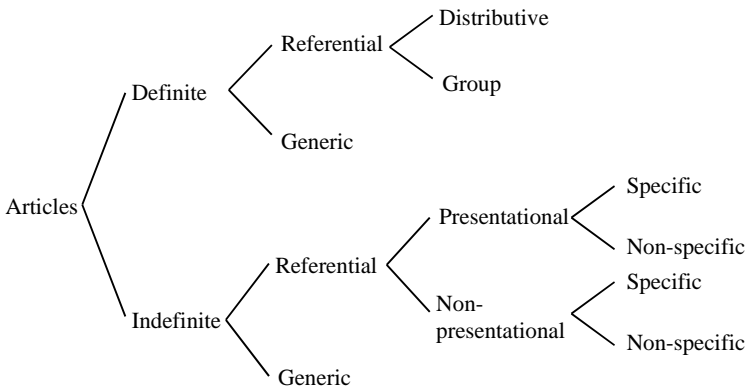 Distributive
Referential
Group
Definite
Generic
Specific
Articles
Presentational
Non-specific
Referential
Specific
Non-
presentational
Indefinite
Non-specific
Generic